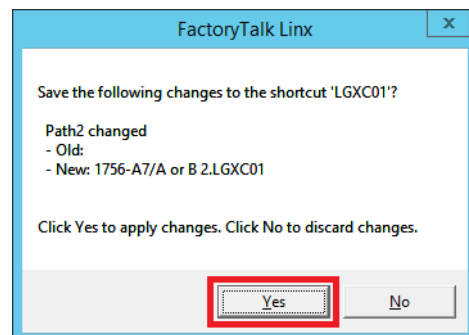 FactoryTalk Linx
x
Save the following changes to the shortcut 'LGXC01'?
Path2 changed
- Old:
- New: 1756-A7/A or B 2.LGXC01
Click Yes to apply changes. Click No to discard changes.
Yes
No